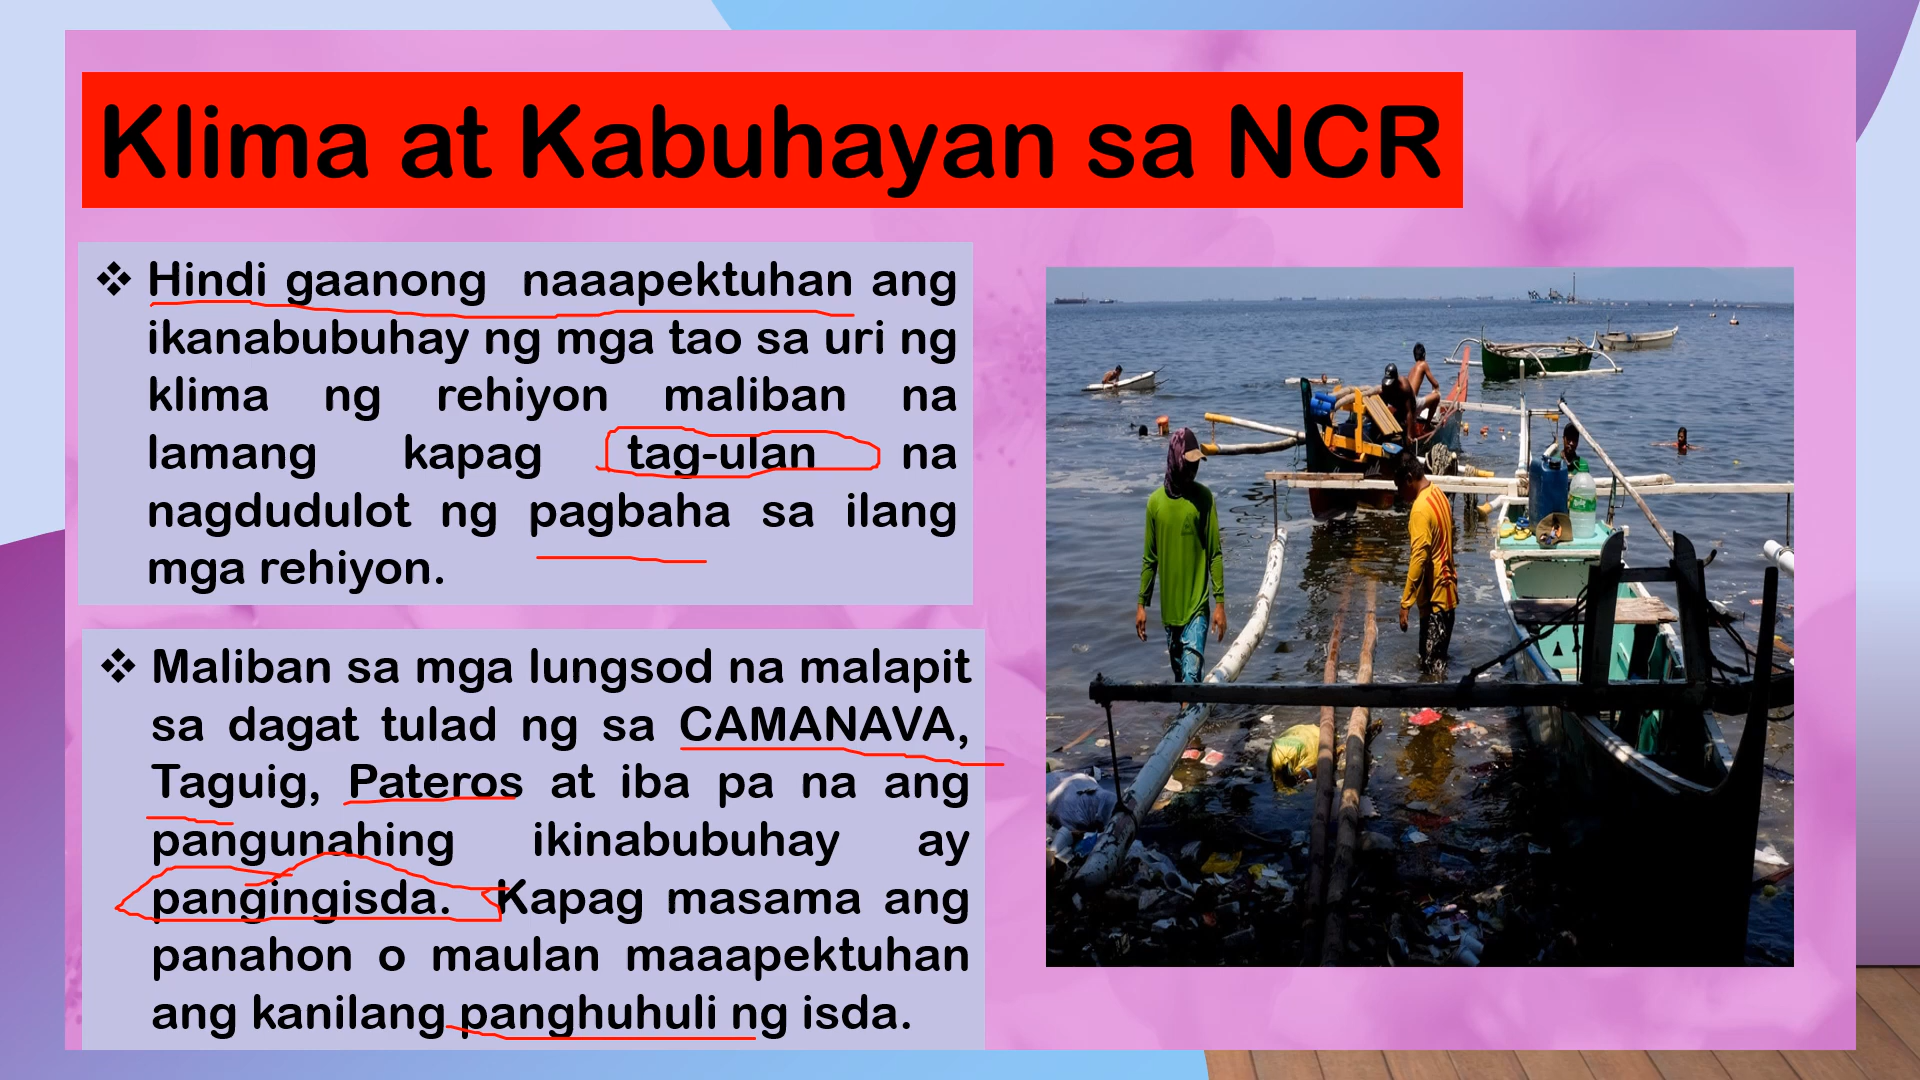 Klima at Kabuhayan sa NCR
❖ Hindi gaanong naaapektuhan ang
ikanabubuhay ng mga tao sa uri ng
klima ng rehiyon maliban na
lamang kapag tag-ulan na
nagdudulot ng pagbaha sa ilang
mga rehiyon.
❖ Maliban sa mga lungsod na malapit
sa dagat tulad ng sa CAMANAVA,
Taguig, Pateros at iba pa na ang
pangunahing ikinabubuhay ay
pangingisda. Kapag masama ang
panahon o maulan maaapektuhan
ang kanilang panghuhuli ng isda.